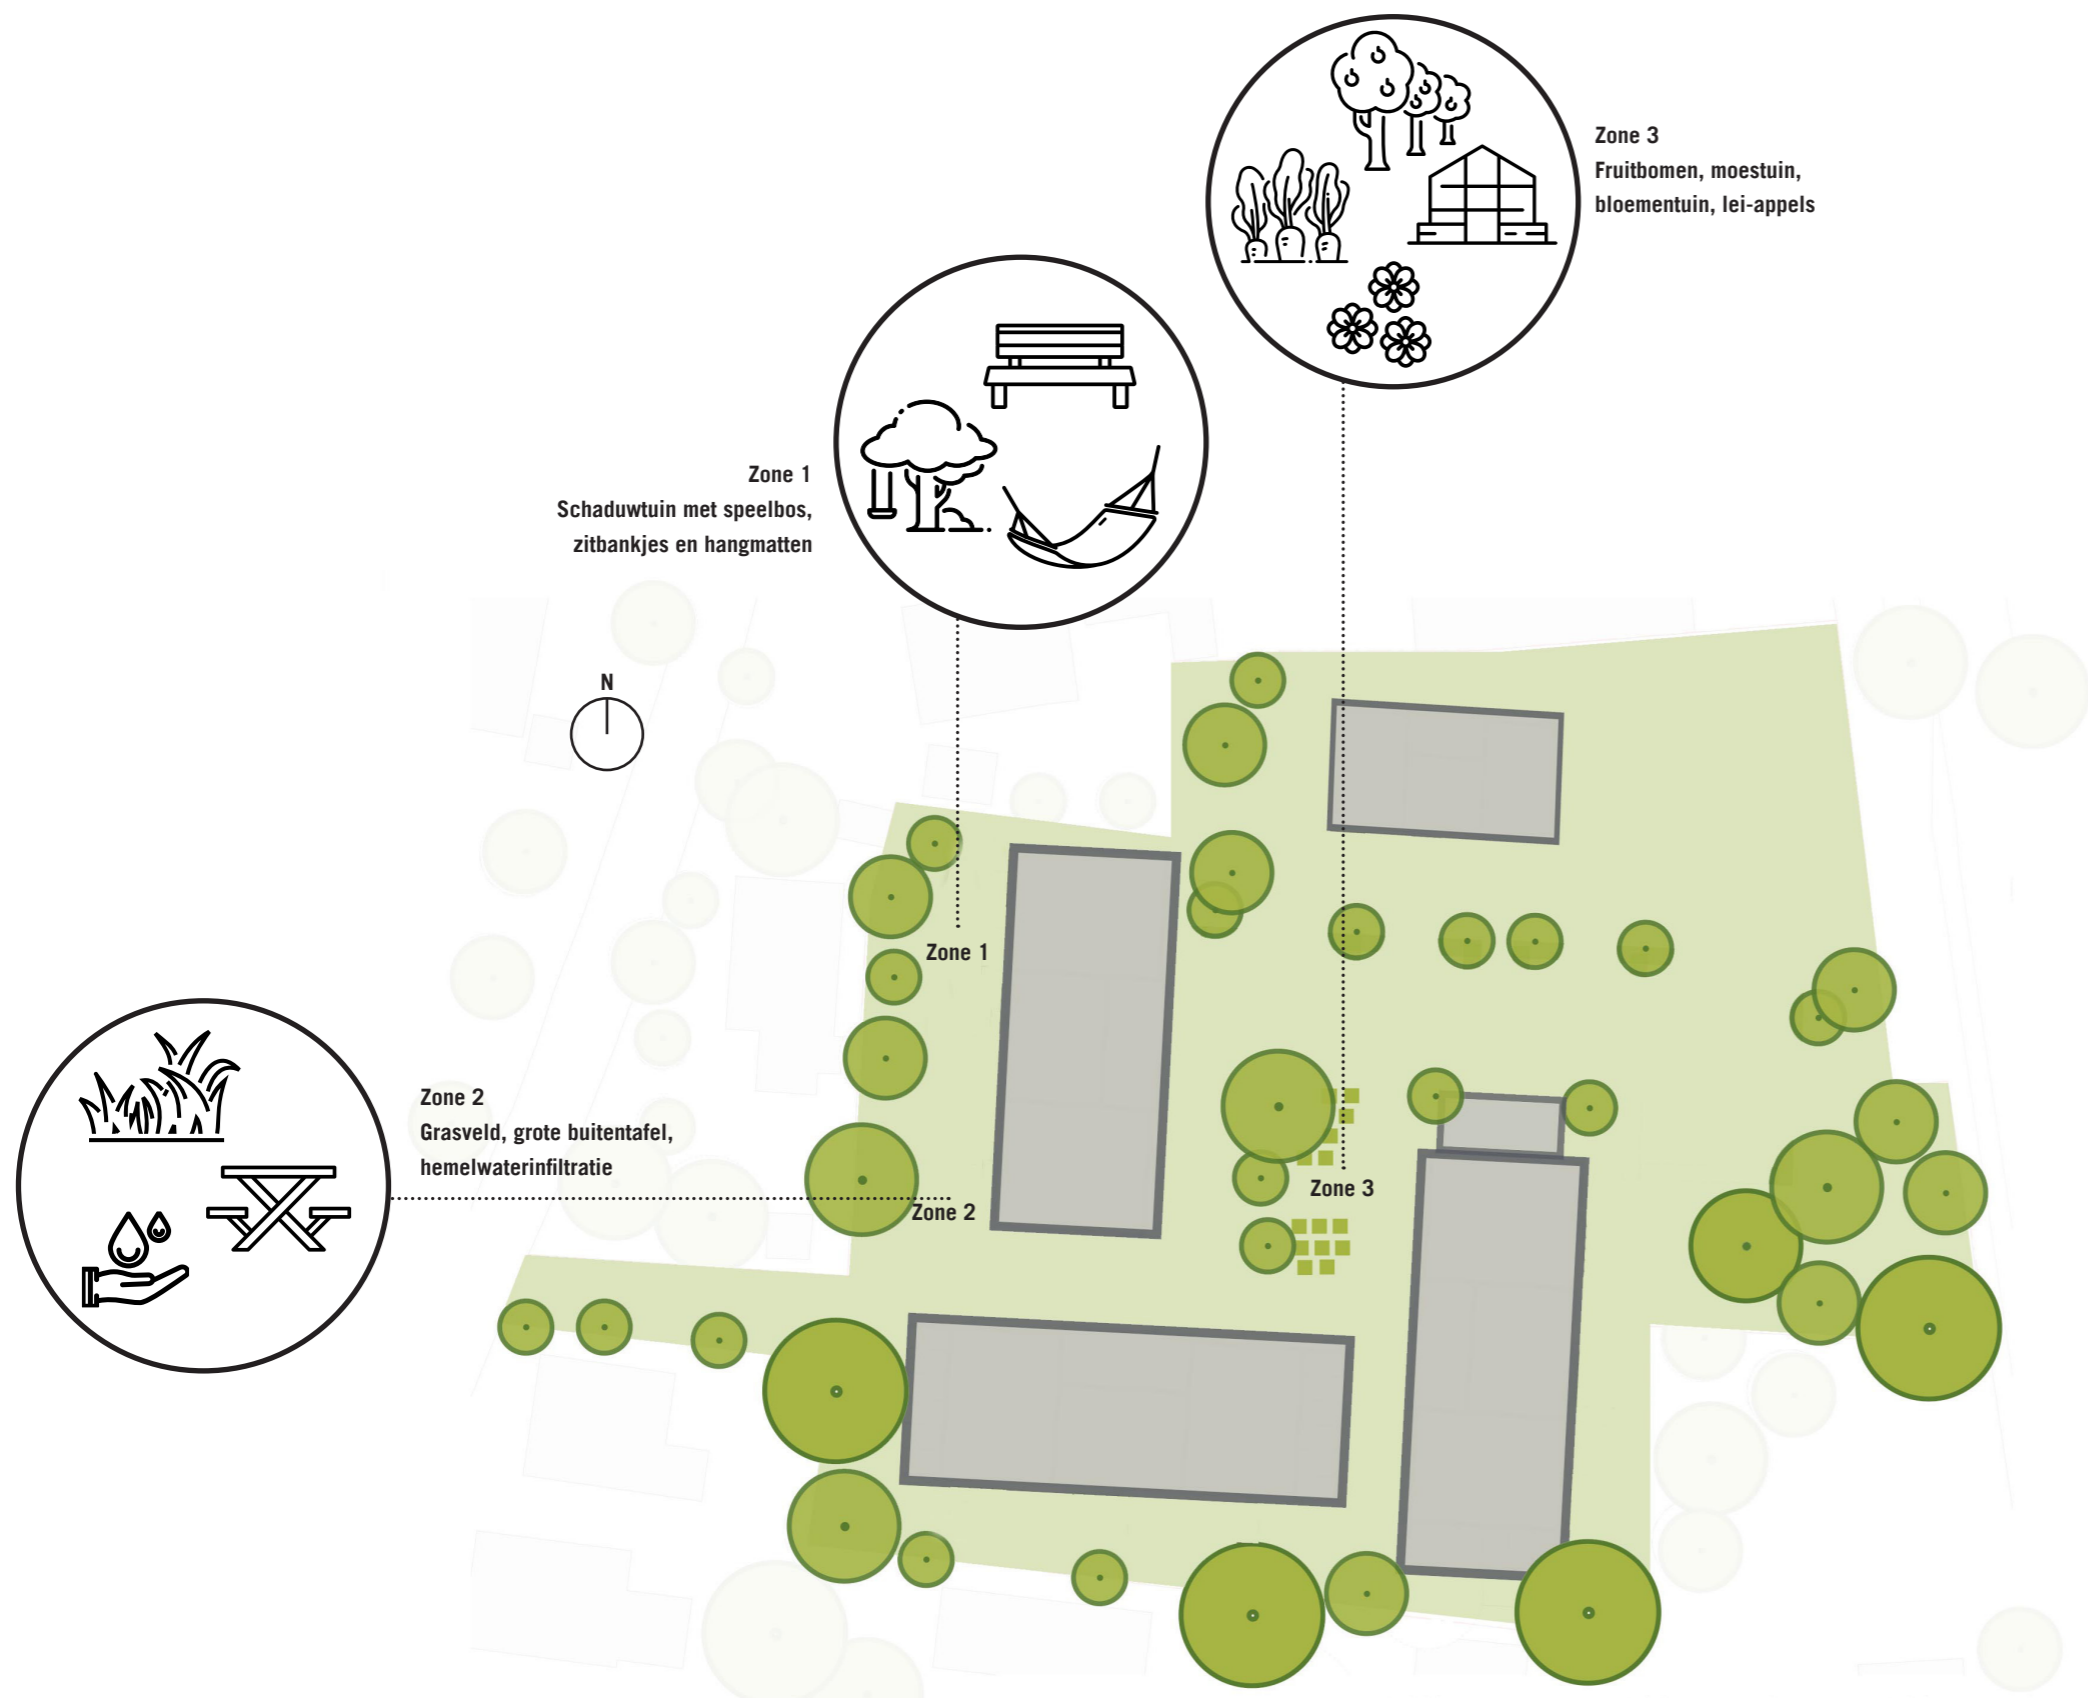 Zone 3
Fruitbomen, moestuin,
bloementuin, lei-appels
Zone 1
Schaduwtuin met speelbos,
zitbankjes en hangmatten
N
Zone 1
Zone 2
Grasveld, grote buitentafel,
hemelwaterinfiltratie
Zone 3
Zone 2